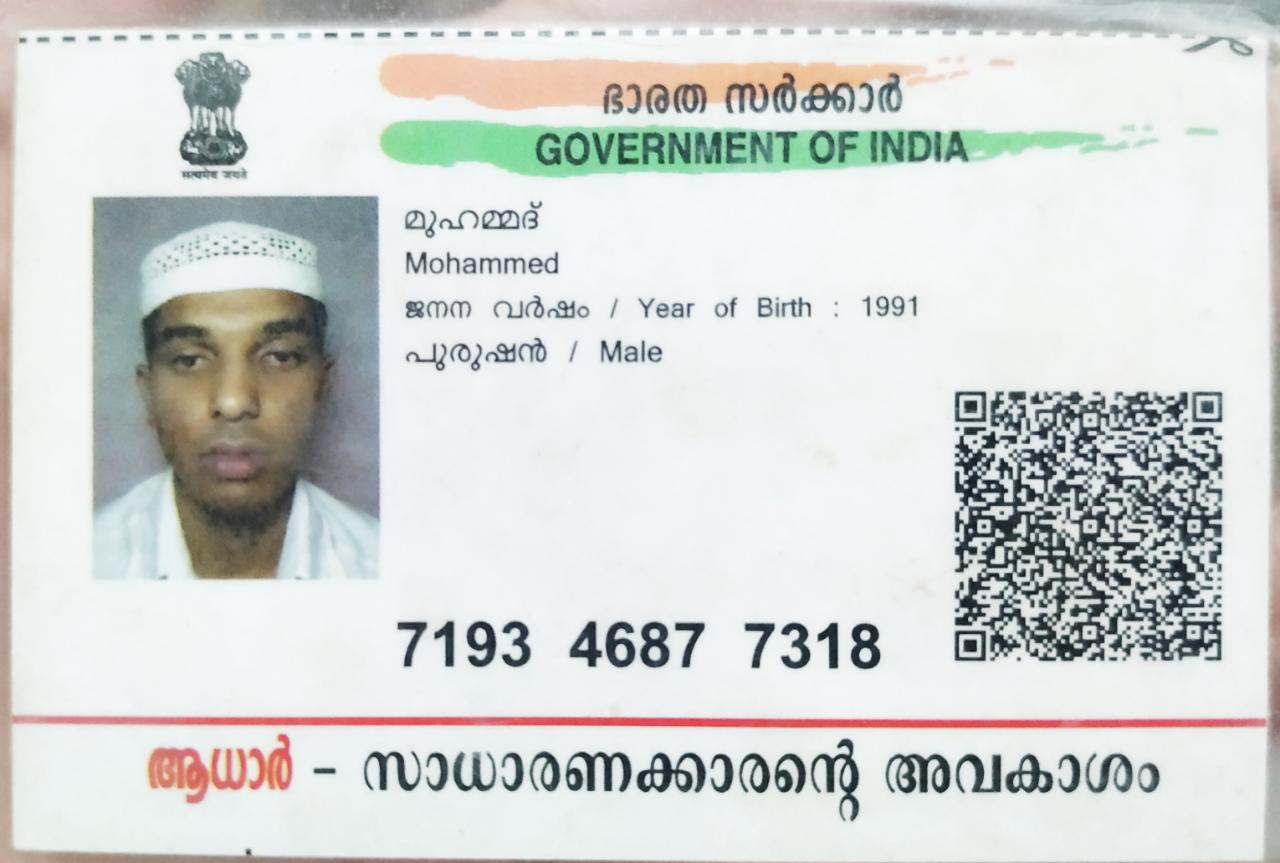 ഭാരത സർക്കാർ
GOVERNMENT OF INDIA
सत्यमेव जयते
മുഹമ്മദ്
Mohammed
ജനന വർഷം / Year of Birth : 1991
പുരുഷൻ / Male
7193 4687 7318
ആധാർ - സാധാരണക്കാരന്റെ അവകാശം